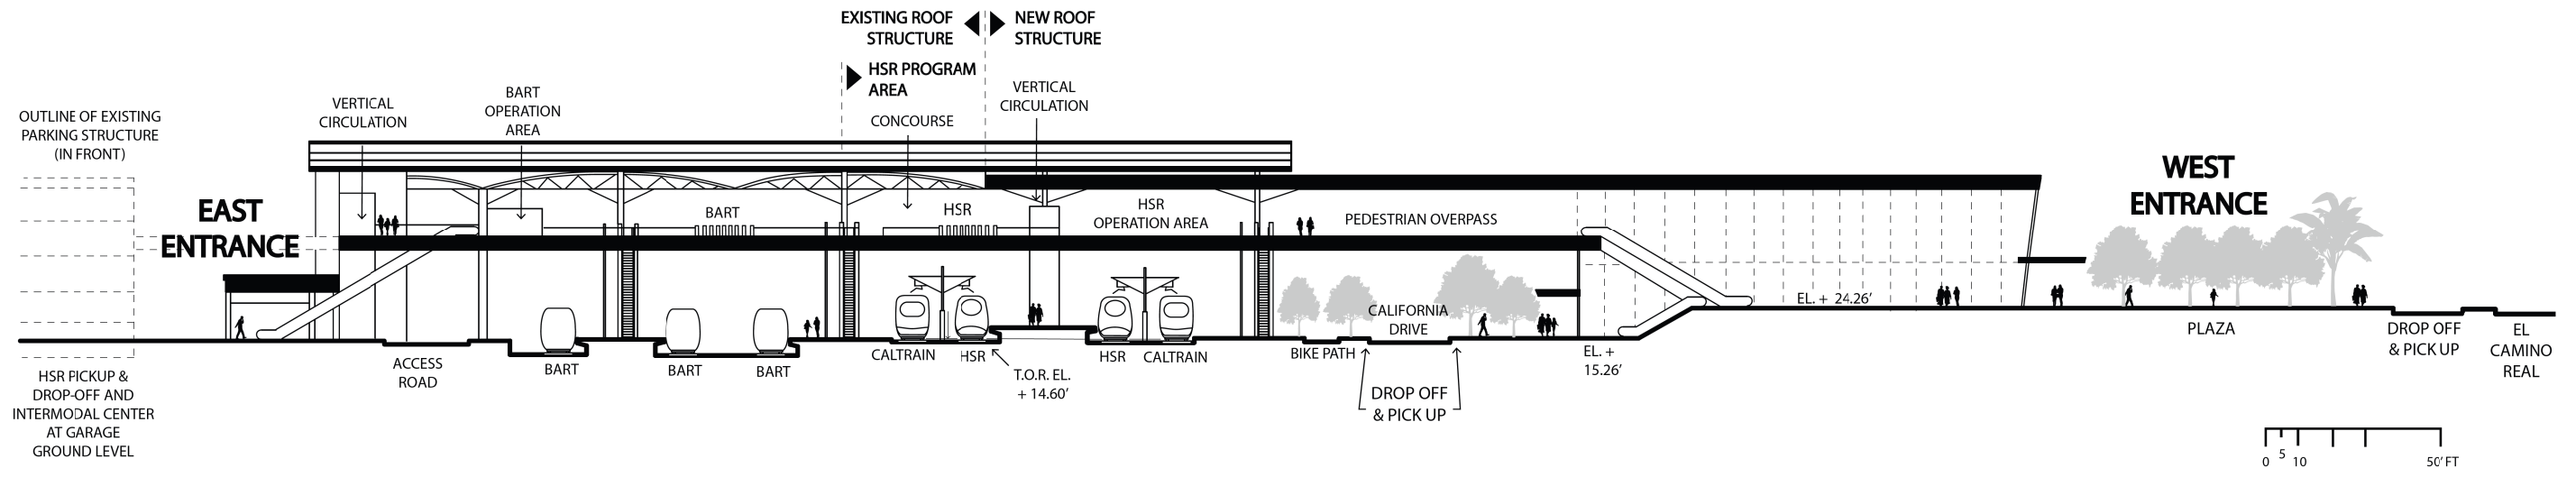 EXISTING ROOF
STRUCTURE
NEW ROOF
STRUCTURE
HSR PROGRAM
AREA
OUTLINE OF EXISTING
PARKING STRUCTURE
(IN FRONT)
VERTICAL
CIRCULATION
BART
OPERATION
AREA
CONCOURSE
VERTICAL
CIRCULATION
EAST
ENTRANCE
BART
HSR
HSR
OPERATION AREA
PEDESTRIAN OVERPASS
WEST
ENTRANCE
EL. + 24.26'
CALIFORNIA
DRIVE
ACCESS
ROAD
BART
BART
BART
CALTRAIN
HSR
T.O.R. EL.
+ 14.60'
HSR
CALTRAIN
BIKE PATH
DROP OFF
& PICK UP
EL. +
15.26'
PLAZA
DROP OFF
& PICK UP
EL
CAMINO
REAL
HSR PICKUP &
DROP-OFF AND
INTERMODAL CENTER
AT GARAGE
GROUND LEVEL
0 5 10 50' FT